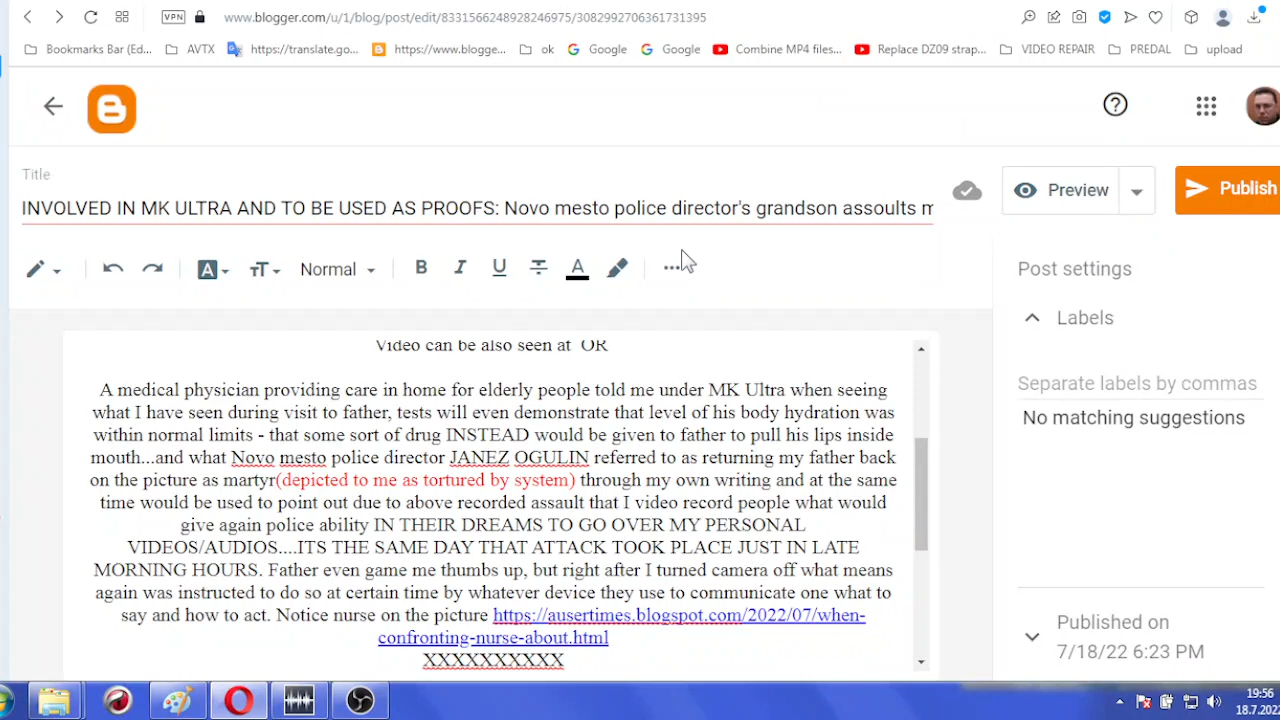 VPN www.blogger.com/u/1/blog/post/edit/8331566248928246975/3082992706361731395
Bookmarks Bar (Ed... AVTX https://translate.go... https://www.blogge... ok Google Google Combine MP4 files... Replace DZ09 strap... VIDEO REPAIR PREDAL upload
Title
INVOLVED IN MK ULTRA AND TO BE USED AS PROOFS: Novo mesto police director's grandson assoults m
Preview
Publish
Normal
B I U A
Post settings
Labels
Separate labels by commas
No matching suggestions
Published on
7/18/22 6:23 PM
Video can be also seen at OR
A medical physician providing care in home for elderly people told me under MK Ultra when seeing
what I have seen during visit to father, tests will even demonstrate that level of his body hydration was
within normal limits - that some sort of drug INSTEAD would be given to father to pull his lips inside
mouth...and what Novo mesto police director JANEZ OGULIN referred to as returning my father back
on the picture as martyr(depicted to me as tortured by system) through my own writing and at the same
time would be used to point out due to above recorded assault that I video record people what would
give again police ability IN THEIR DREAMS TO GO OVER MY PERSONAL
VIDEOS/AUDIOS....ITS THE SAME DAY THAT ATTACK TOOK PLACE JUST IN LATE
MORNING HOURS. Father even game me thumbs up, but right after I turned camera off what means
again was instructed to do so at certain time by whatever device they use to communicate one what to
say and how to act. Notice nurse on the picture https://ausertimes.blogspot.com/2022/07/when-
confronting-nurse-about.html
XXXXXXXXXX
19:56
18.7.202